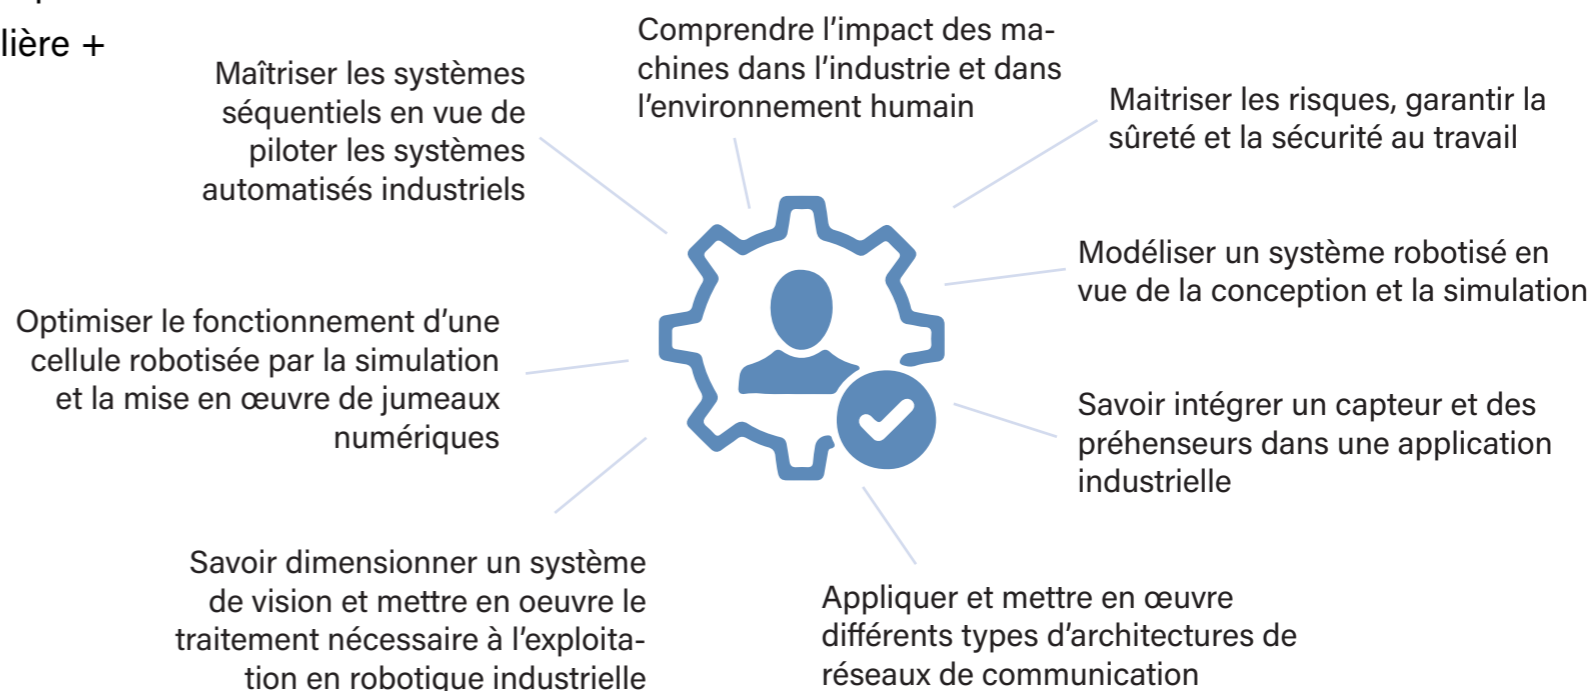 lière +
Comprendre l'impact des ma-
chines dans l'industrie et dans
l'environnement humain
Maîtriser les systèmes
séquentiels en vue de
piloter les systèmes
automatisés industriels
Maitriser les risques, garantir la
sûreté et la sécurité au travail
Modéliser un système robotisé en
vue de la conception et la simulation
Optimiser le fonctionnement d'une
cellule robotisée par la simulation
et la mise en œuvre de jumeaux
numériques
Savoir intégrer un capteur et des
préhenseurs dans une application
industrielle
Savoir dimensionner un système
de vision et mettre en oeuvre le
traitement nécessaire à l'exploita-
tion en robotique industrielle
Appliquer et mettre en œuvre
différents types d'architectures de
réseaux de communication